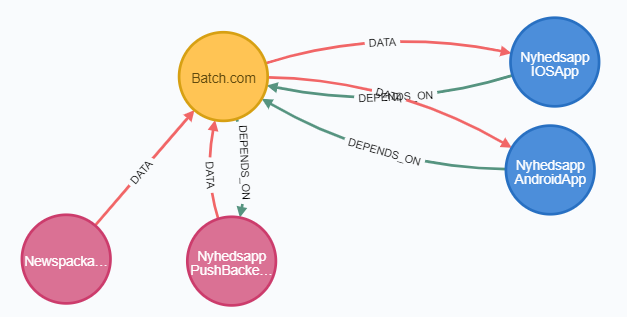 DATA
Nyhedsapp
IOSApp
Batch.com
DATA
DEPENDS_ON
DEPENDS_ON
Nyhedsapp
AndroidApp
DEPENDS_ON
DATA
DATA
Newspacka…
Nyhedsapp
PushBacke…